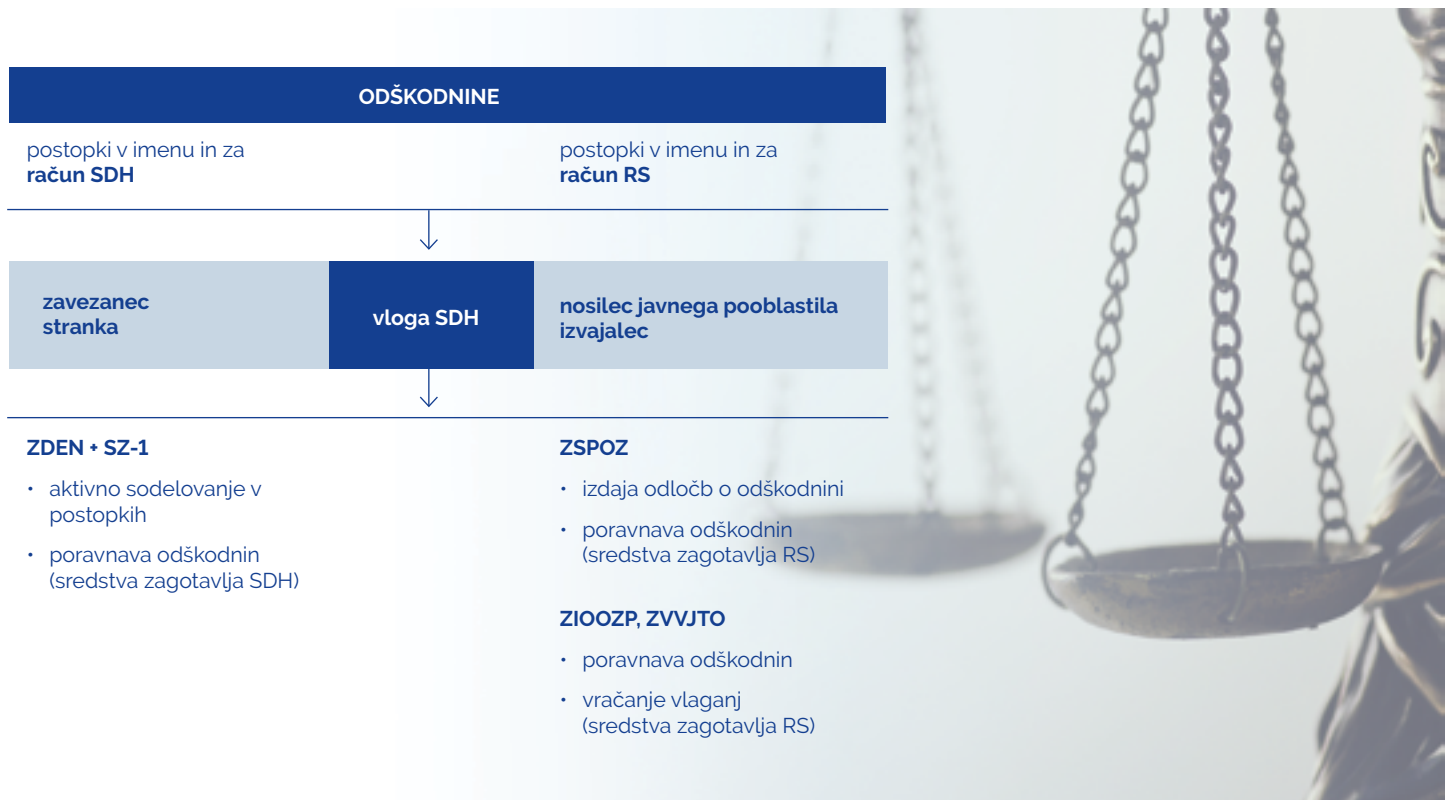 ODŠKODNINE
postopki v imenu in za
račun SDH
postopki v imenu in za
račun RS
zavezanec
stranka
vloga SDH
nosilec javnega pooblastila
izvajalec
ZDEN + SZ-1
• aktivno sodelovanje v
postopkih
• poravnava odškodnin
(sredstva zagotavlja SDH)
ZSPOZ
• izdaja odločb o odškodnini
• poravnava odškodnin
(sredstva zagotavlja RS)
ZIOOZP, ZVVJTO
• poravnava odškodnin
• vračanje vlaganj
(sredstva zagotavlja RS)